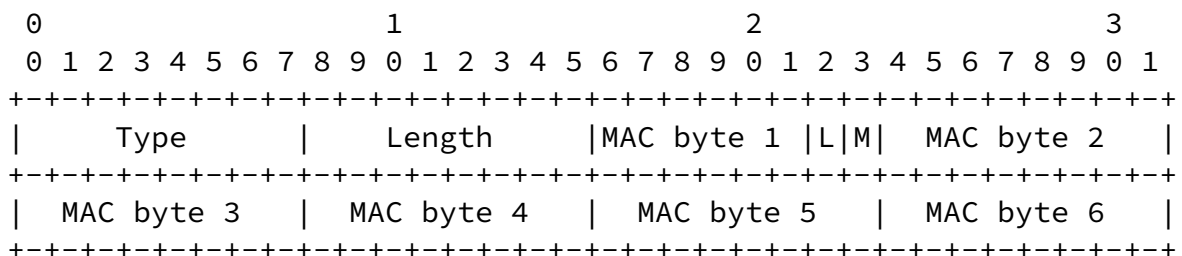 0                   1                   2                   3
 0 1 2 3 4 5 6 7 8 9 0 1 2 3 4 5 6 7 8 9 0 1 2 3 4 5 6 7 8 9 0 1
+-+-+-+-+-+-+-+-+-+-+-+-+-+-+-+-+-+-+-+-+-+-+-+-+-+-+-+-+-+-+-+-+
|     Type      |    Length     |MAC byte 1 |L|M|  MAC byte 2   |
+-+-+-+-+-+-+-+-+-+-+-+-+-+-+-+-+-+-+-+-+-+-+-+-+-+-+-+-+-+-+-+-+
|  MAC byte 3   |  MAC byte 4   |  MAC byte 5   |  MAC byte 6   |
+-+-+-+-+-+-+-+-+-+-+-+-+-+-+-+-+-+-+-+-+-+-+-+-+-+-+-+-+-+-+-+-+